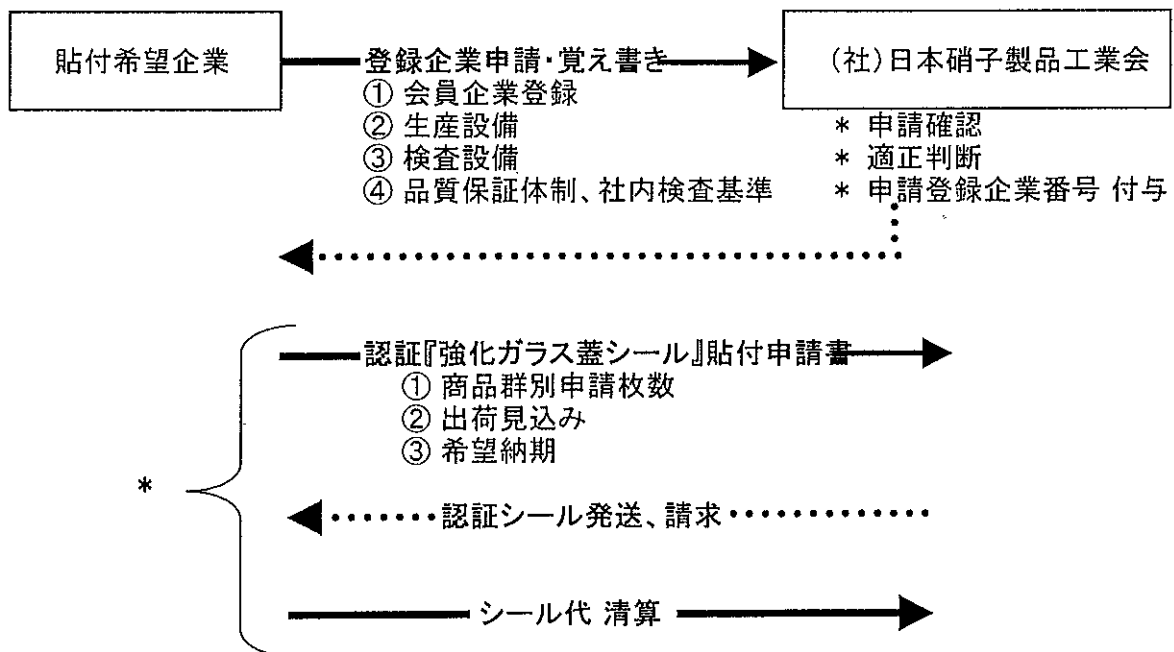 貼付希望企業
登録企業申請・覚え書き
(社)日本硝子製品工業会
① 会員企業登録
② 生産設備
③ 検査設備
④ 品質保証体制、社内検査基準
* 申請確認
* 適正判断
* 申請登録企業番号 付与
認証『強化ガラス蓋シール』貼付申請書
① 商品群別申請枚数
② 出荷見込み
③ 希望納期
*
認証シール発送、請求
シール代 清算